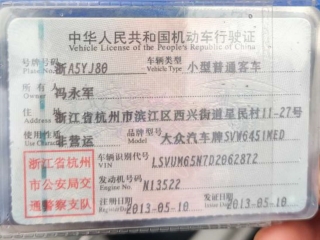 中华人民共和国机动车行驶证
Vehicle License of the People's Republic of China
号牌号码 浙A5YJ80 车辆类型 小型普通客车
Plate No. Vehicle Type
所有人 冯永军
Owner
浙江省杭州市滨江区西兴街道星民村11-27号
使用性质 非营运 品牌型号 大众汽车牌SVW6451MED
Use Character Model
浙江省杭州
市公安局交
通警察支队
车辆识别代号 LSVUM65N7D2062872
VIN
发动机号码 N13522
Engine No.
注册日期 2013-05-10 发证日期 2013-05-10
Register Date Issue Date